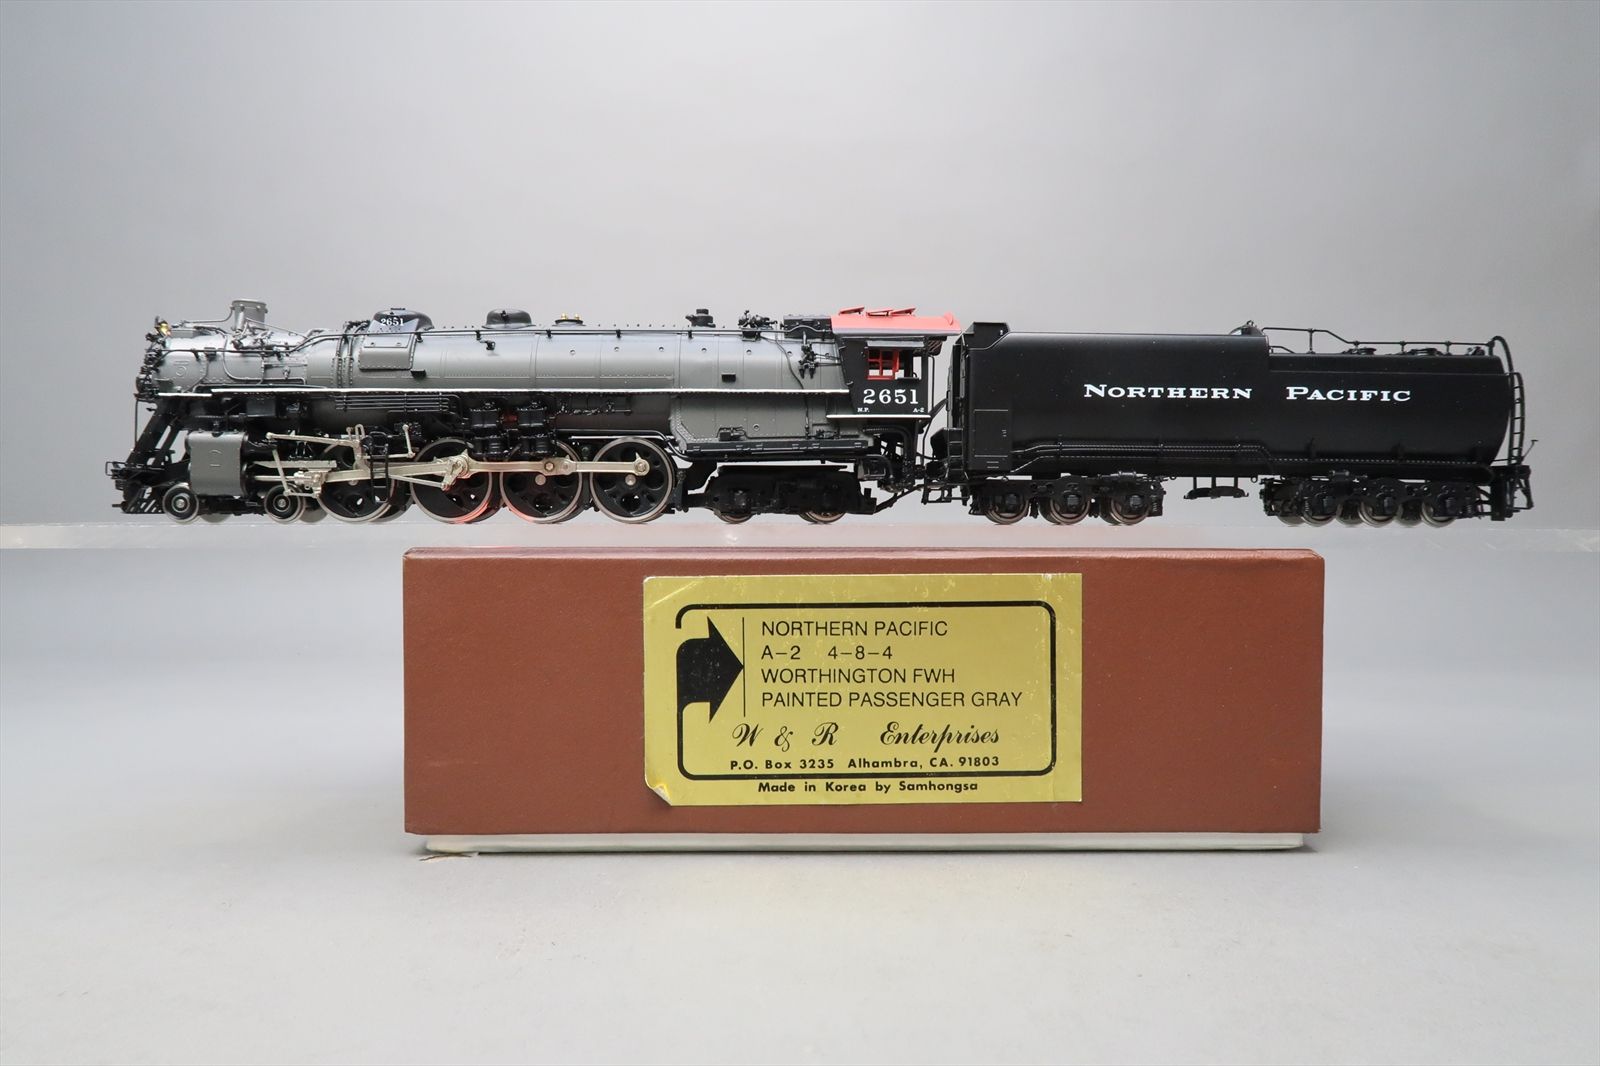 2651
2651
N.P. A-2
NORTHERN PACIFIC
NORTHERN PACIFIC
A-2 4-8-4
WORTHINGTON FWH
PAINTED PASSENGER GRAY
W & R Enterprises
P.O. Box 3235 Alhambra, CA. 91803
Made in Korea by Samhongsa